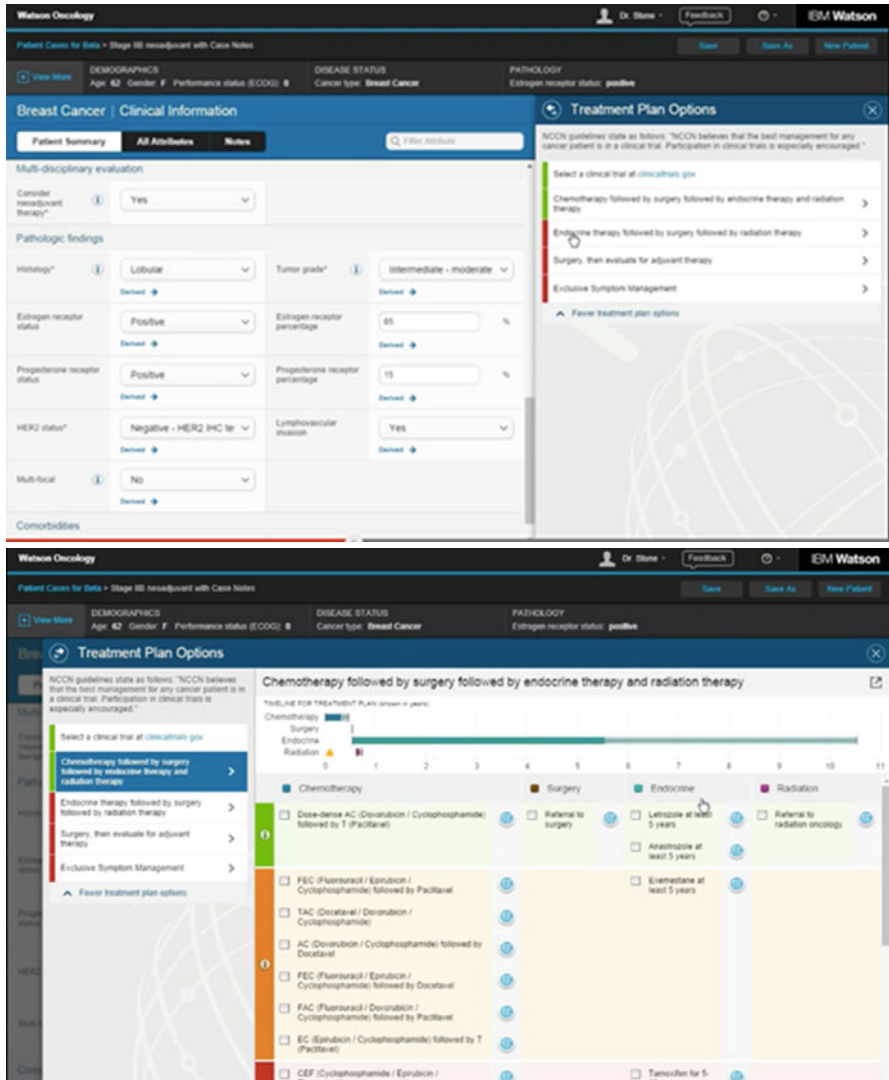 Watson Oncology
Dr. Stone
Feedback
IBM Watson
Patient Cases for Beta > Stage IIB neoadjuvant with Case Notes
Save
Save As
New Patient
View More
DEMOGRAPHICS
Age: 62 Gender: F Performance status (ECOG): 0
DISEASE STATUS
Cancer type: Breast Cancer
PATHOLOGY
Estrogen receptor status: positive
Breast Cancer | Clinical Information
Patient Summary
All Attributes
Notes
Filter Attribute
Multi-disciplinary evaluation
Consider
neoadjuvant
therapy*
Yes
Pathologic findings
Histology*
Lobular
Derived
Tumor grade*
Intermediate - moderate
Derived
Estrogen receptor
status
Positive
Derived
Estrogen receptor
percentage
85
%
Derived
Progesterone receptor
status
Positive
Derived
Progesterone receptor
percentage
15
%
Derived
HER2 status*
Negative - HER2 IHC te
Derived
Lymphovascular
invasion
Yes
Derived
Multi-focal
No
Derived
Comorbidities
Treatment Plan Options
NCCN guidelines state as follows: "NCCN believes that the best management for any
cancer patient is in a clinical trial. Participation in clinical trials is especially encouraged."
Select a clinical trial at clinicaltrials.gov
Chemotherapy followed by surgery followed by endocrine therapy and radiation
therapy
Endocrine therapy followed by surgery followed by radiation therapy
Surgery, then evaluate for adjuvant therapy
Exclusive Symptom Management
Fewer treatment plan options
Watson Oncology
Dr. Stone
Feedback
IBM Watson
Patient Cases for Beta > Stage IIB neoadjuvant with Case Notes
Save
Save As
New Patient
View More
DEMOGRAPHICS
Age: 62 Gender: F Performance status (ECOG): 0
DISEASE STATUS
Cancer type: Breast Cancer
PATHOLOGY
Estrogen receptor status: positive
Treatment Plan Options
NCCN guidelines state as follows: "NCCN believes
that the best management for any cancer patient is in
a clinical trial. Participation in clinical trials is
especially encouraged."
Select a clinical trial at clinicaltrials.gov
Chemotherapy followed by surgery
followed by endocrine therapy and
radiation therapy
Endocrine therapy followed by surgery
followed by radiation therapy
Surgery, then evaluate for adjuvant
therapy
Exclusive Symptom Management
Fewer treatment plan options
Chemotherapy followed by surgery followed by endocrine therapy and radiation therapy
TIMELINE FOR TREATMENT PLAN (shown in years)
Chemotherapy
Surgery
Endocrine
Radiation
0 1 2 3 4 5 6 7 8 9 10 11
Chemotherapy
Surgery
Endocrine
Radiation
Dose-dense AC (Doxorubicin / Cyclophosphamide)
followed by T (Paclitaxel)
Referral to
surgery
Letrozole at least
5 years
Anastrozole at
least 5 years
Referral to
radiation oncology
FEC (Fluorouracil / Epirubicin /
Cyclophosphamide) followed by Paclitaxel
Exemestane at
least 5 years
TAC (Docetaxel / Doxorubicin /
Cyclophosphamide)
AC (Doxorubicin / Cyclophosphamide) followed by
Docetaxel
FEC (Fluorouracil / Epirubicin /
Cyclophosphamide) followed by Docetaxel
FAC (Fluorouracil / Doxorubicin /
Cyclophosphamide) followed by Paclitaxel
EC (Epirubicin / Cyclophosphamide) followed by T
(Paclitaxel)
CEF (Cyclophosphamide / Epirubicin /
Tamoxifen for 5-